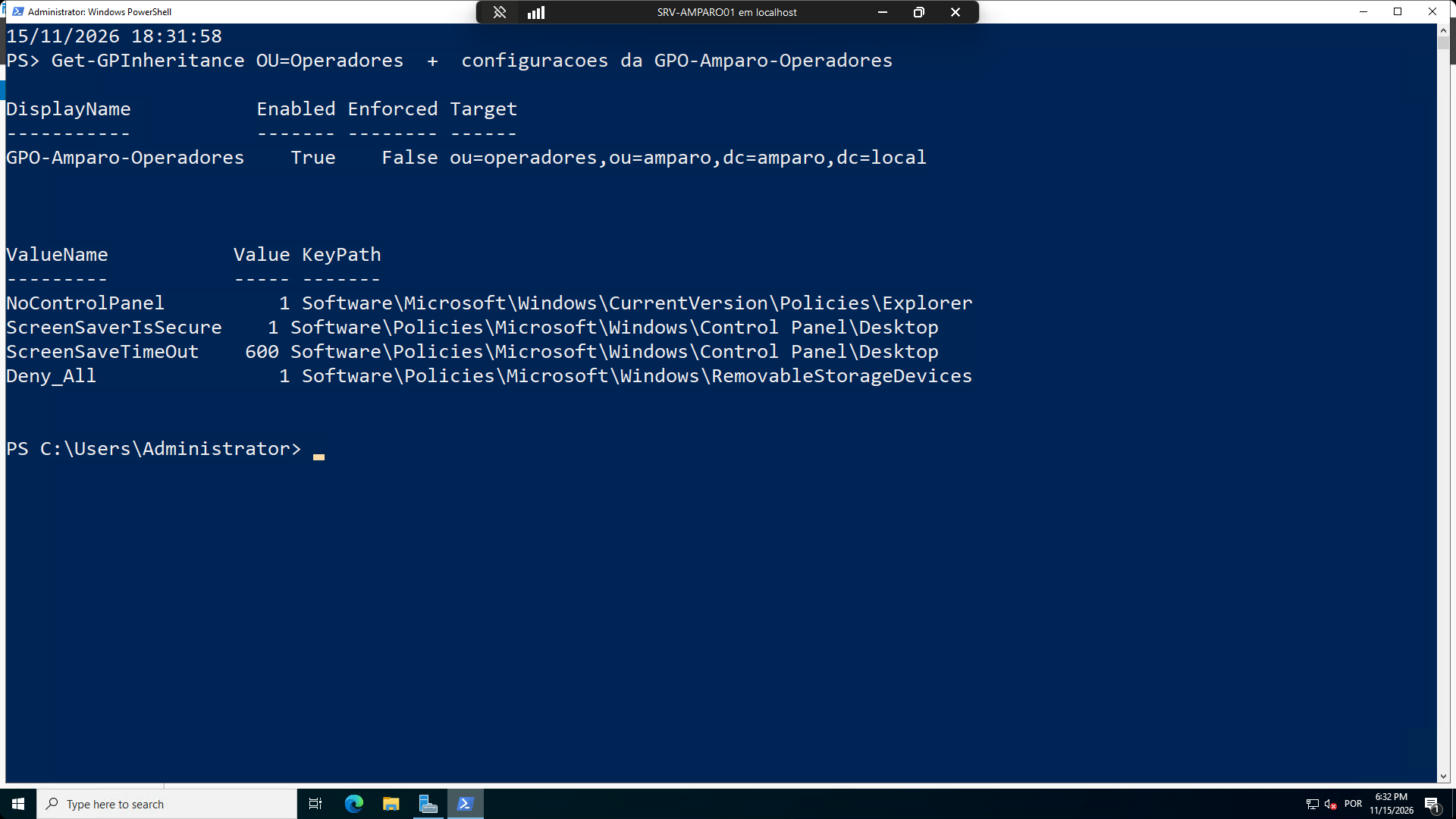 Administrator: Windows PowerShell
SRV-AMPARO01 em localhost
15/11/2026 18:31:58
PS> Get-GPInheritance OU=Operadores  +  configuracoes da GPO-Amparo-Operadores
DisplayName           Enabled Enforced Target
-----------           ------- -------- ------
GPO-Amparo-Operadores    True    False ou=operadores,ou=amparo,dc=amparo,dc=local
ValueName           Value KeyPath
---------           ----- -------
NoControlPanel          1 Software\Microsoft\Windows\CurrentVersion\Policies\Explorer
ScreenSaverIsSecure    1 Software\Policies\Microsoft\Windows\Control Panel\Desktop
ScreenSaveTimeOut    600 Software\Policies\Microsoft\Windows\Control Panel\Desktop
Deny_All                1 Software\Policies\Microsoft\Windows\RemovableStorageDevices
PS C:\Users\Administrator>
Type here to search
POR
6:32 PM
11/15/2026
1